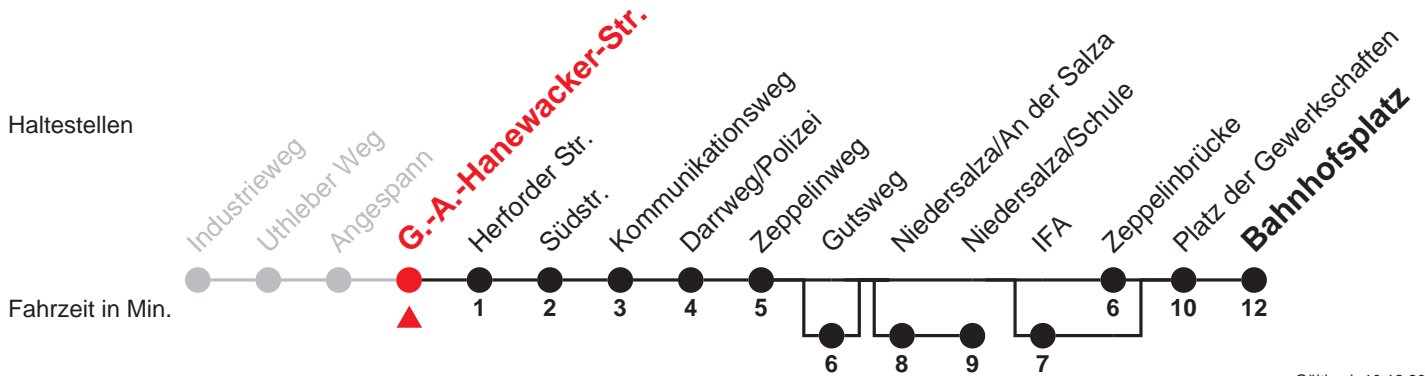 Haltestellen
Industrieweg
Uthleber Weg
Angespann
G.-A.-Hanewacker-Str.
Herforder Str.
Südstr.
Kommunikationsweg
Darrweg/Polizei
Zeppelinweg
Gutsweg
Niedersalza/An der Salza
Niedersalza/Schule
IFA
Zeppelinbrücke
Platz der Gewerkschaften
Bahnhofsplatz
Fahrzeit in Min.
1 2 3 4 5 6 10 12
6 8 9 7